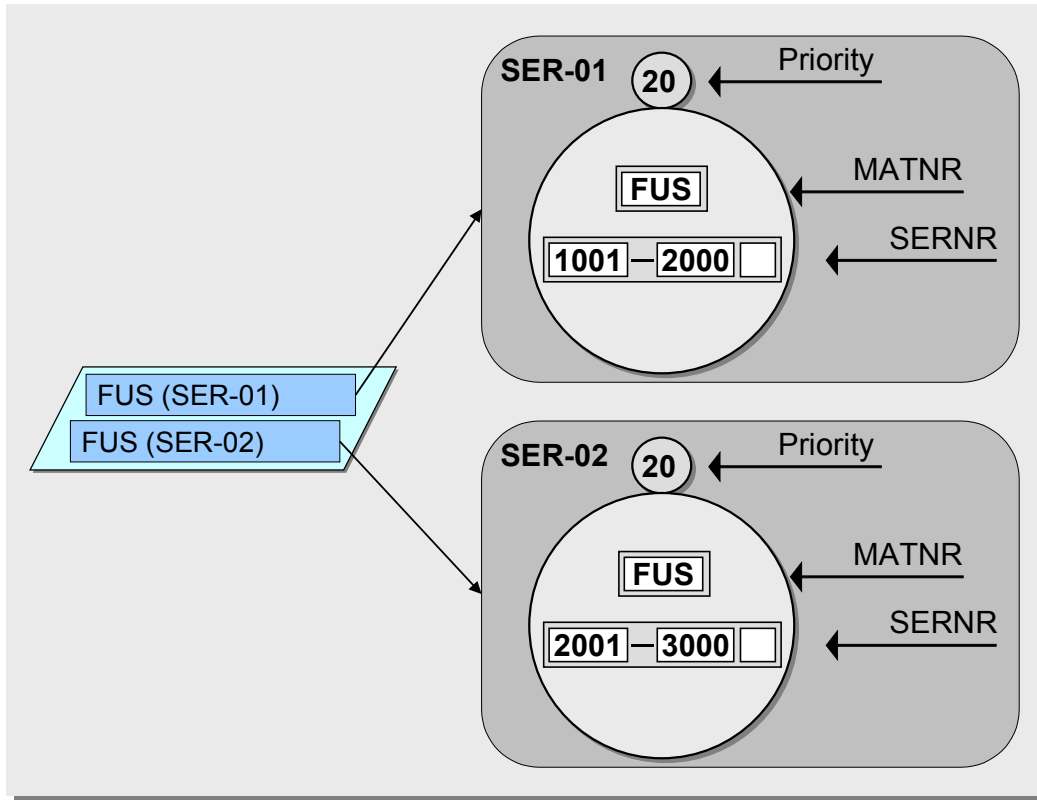 SER-01
20
Priority
MATNR
FUS
SERNR
1001 – 2000
FUS (SER-01)
FUS (SER-02)
SER-02
20
Priority
MATNR
FUS
SERNR
2001 – 3000